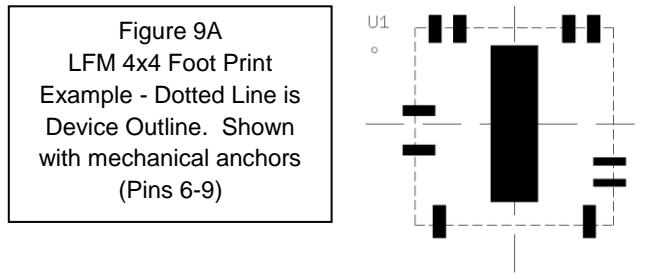 Figure 9A
LFM 4x4 Foot Print
Example - Dotted Line is
Device Outline.  Shown
with mechanical anchors
(Pins 6-9)
U1